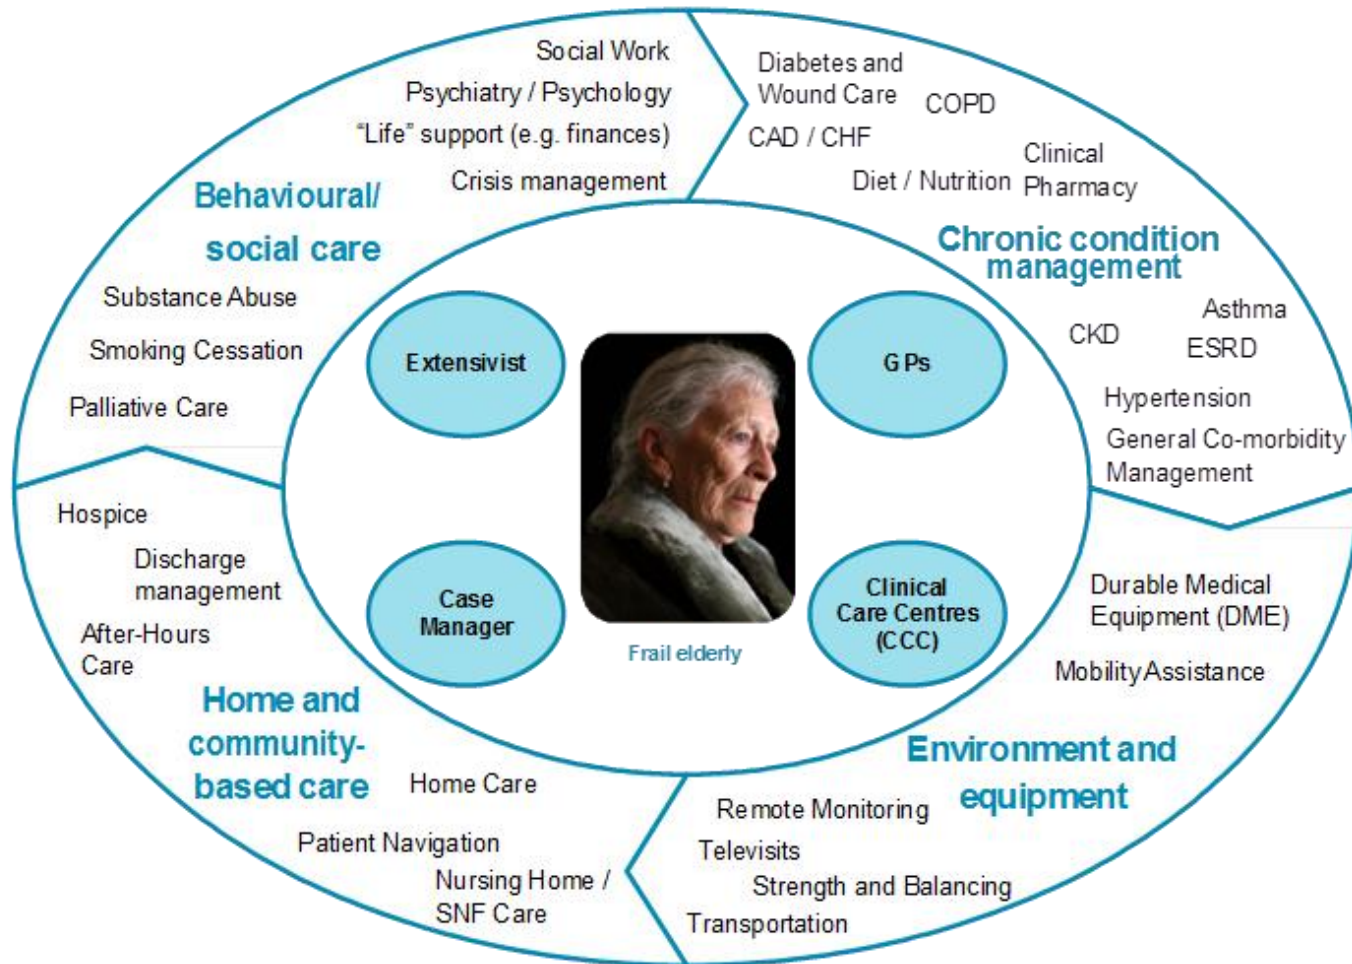 Social Work
Psychiatry / Psychology
“Life” support (e.g. finances)
Crisis management
Behavioural/
social care
Substance Abuse
Smoking Cessation
Palliative Care
Diabetes and
Wound Care
COPD
CAD / CHF
Clinical
Pharmacy
Diet / Nutrition
Chronic condition
management
Asthma
CKD
ESRD
Hypertension
General Co-morbidity
Management
Extensivist
GPs
Case
Manager
Clinical
Care Centres
(CCC)
Frail elderly
Hospice
Discharge
management
After-Hours
Care
Home and
community-
based care
Home Care
Patient Navigation
Nursing Home /
SNF Care
Durable Medical
Equipment (DME)
Mobility Assistance
Environment and
equipment
Remote Monitoring
Televisits
Strength and Balancing
Transportation